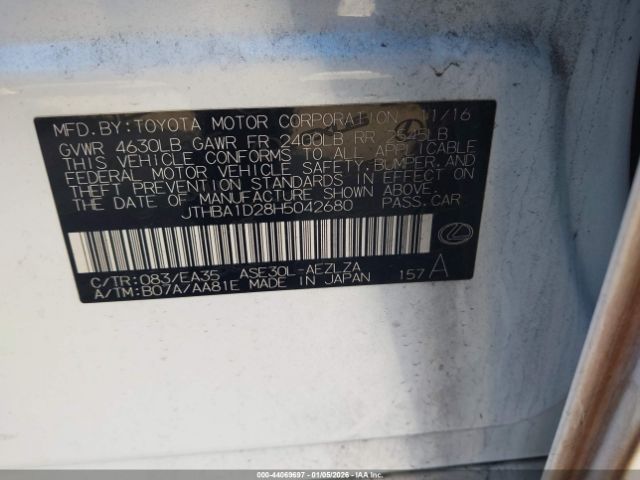 MFD. BY: TOYOTA MOTOR CORPORATION 11/16
GVWR 4630LB GAWR FR 2400LB RR 2545LB
THIS VEHICLE CONFORMS TO ALL APPLICABLE
FEDERAL MOTOR VEHICLE SAFETY, BUMPER, AND
THEFT PREVENTION STANDARDS IN EFFECT ON
THE DATE OF MANUFACTURE SHOWN ABOVE.
JTHBA1D28H5042680 PASS.CAR
C/TR: 083/EA35 ASE30L-AEZLZA
A/TM: B07A/AA81E MADE IN JAPAN 157 A
000-44069697 · 01/05/2026 · IAA Inc.